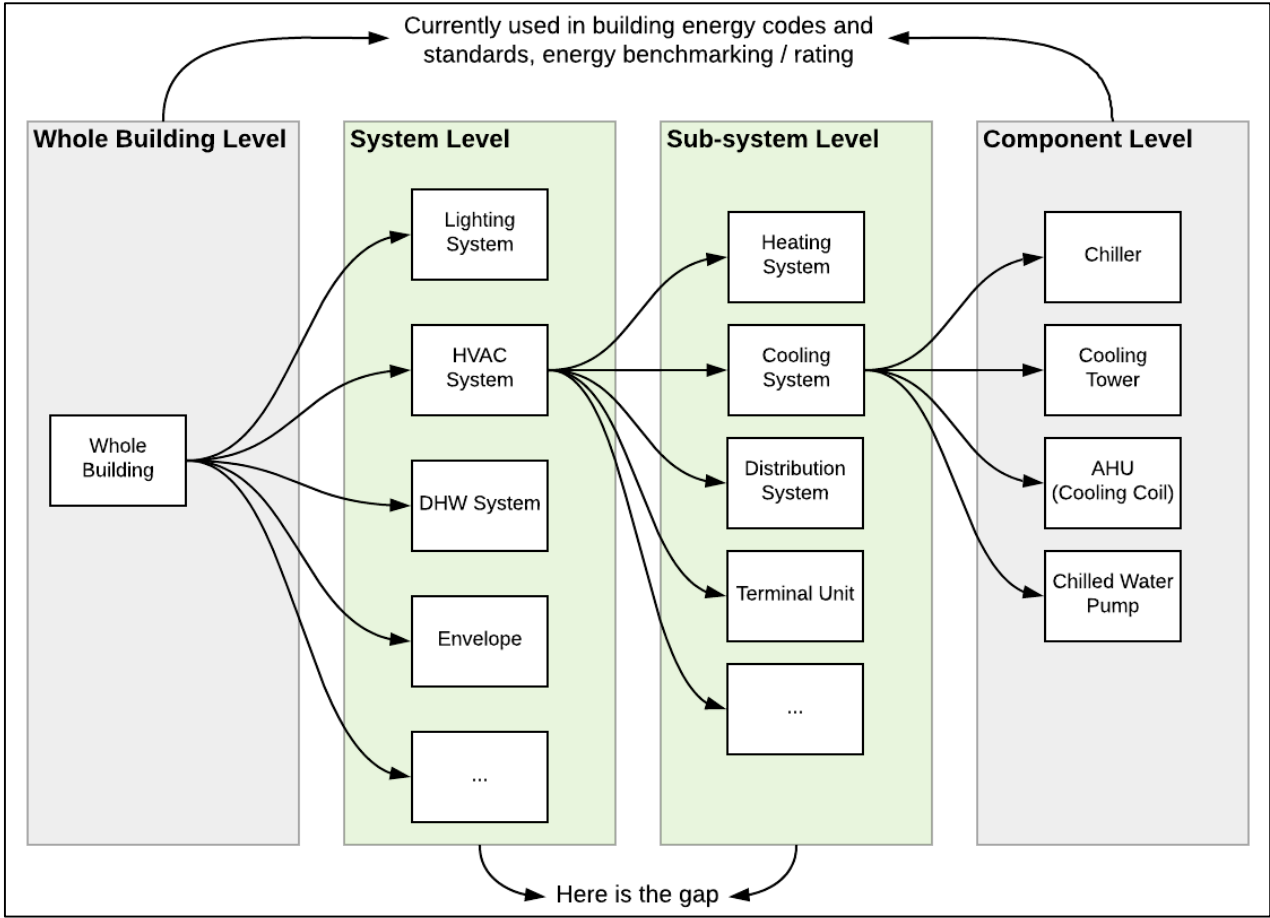 Currently used in building energy codes and
standards, energy benchmarking / rating
Whole Building Level
Whole
Building
System Level
Lighting
System
HVAC
System
DHW System
Envelope
...
Sub-system Level
Heating
System
Cooling
System
Distribution
System
Terminal Unit
...
Component Level
Chiller
Cooling
Tower
AHU
(Cooling Coil)
Chilled Water
Pump
Here is the gap